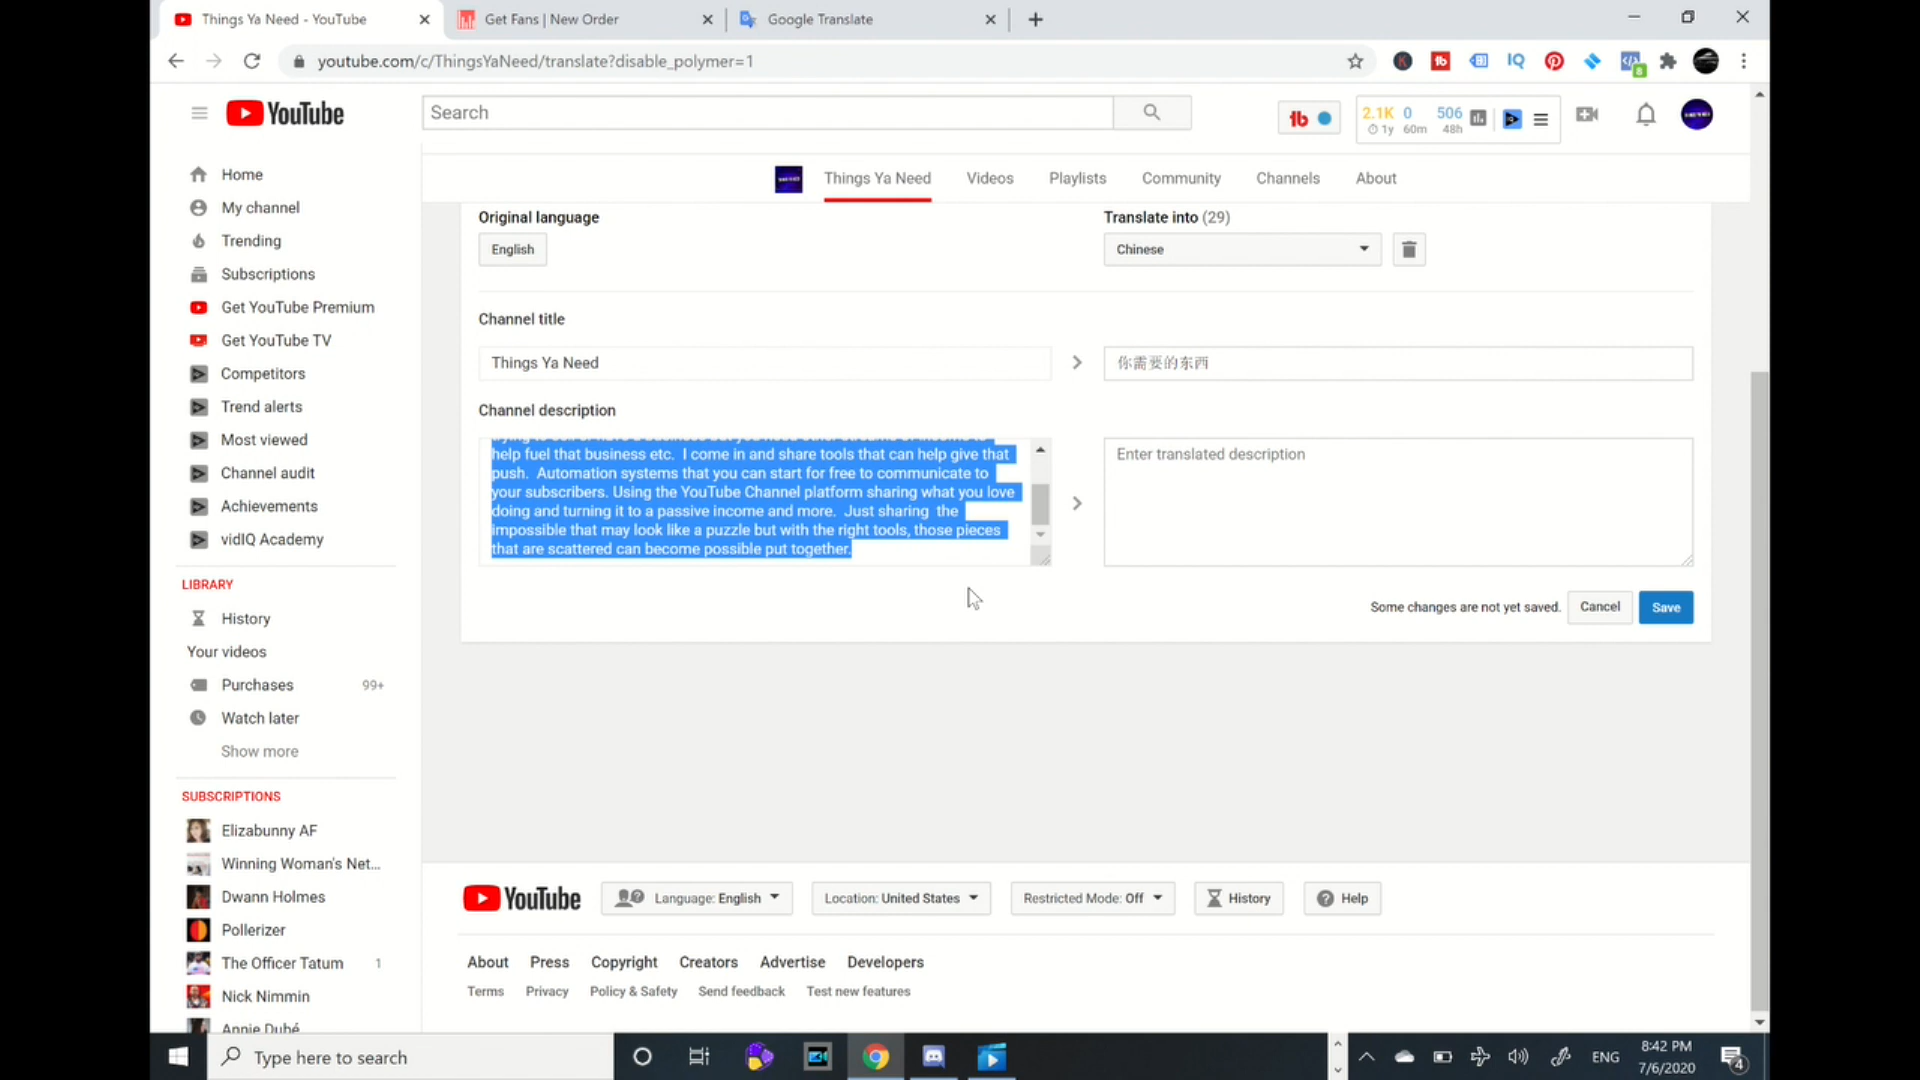 Things Ya Need - YouTube
Get Fans | New Order
Google Translate
youtube.com/c/ThingsYaNeed/translate?disable_polymer=1
YouTube
Search
2.1K 0 506
1y 60m 48h
Things Ya Need
Videos
Playlists
Community
Channels
About
Home
My channel
Trending
Subscriptions
Get YouTube Premium
Get YouTube TV
Competitors
Trend alerts
Most viewed
Channel audit
Achievements
vidIQ Academy
LIBRARY
History
Your videos
Purchases 99+
Watch later
Show more
SUBSCRIPTIONS
Elizabunny AF
Winning Woman's Net...
Dwann Holmes
Pollerizer
The Officer Tatum 1
Nick Nimmin
Annie Dubé
Original language
English
Translate into (29)
Chinese
Channel title
Things Ya Need
你需要的东西
Channel description
help fuel that business etc. I come in and share tools that can help give that
push. Automation systems that you can start for free to communicate to
your subscribers. Using the YouTube Channel platform sharing what you love
doing and turning it to a passive income and more. Just sharing the
impossible that may look like a puzzle but with the right tools, those pieces
that are scattered can become possible put together.
Enter translated description
Some changes are not yet saved.
Cancel
Save
YouTube
Language: English
Location: United States
Restricted Mode: Off
History
Help
About Press Copyright Creators Advertise Developers
Terms Privacy Policy & Safety Send feedback Test new features
Type here to search
ENG
8:42 PM
7/6/2020
4